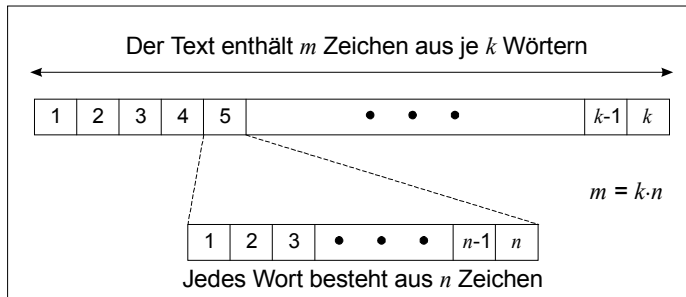 Der Text enthält m Zeichen aus je k Wörtern
1 2 3 4 5 • • • k-1 k
m = k·n
1 2 3 • • • n-1 n
Jedes Wort besteht aus n Zeichen